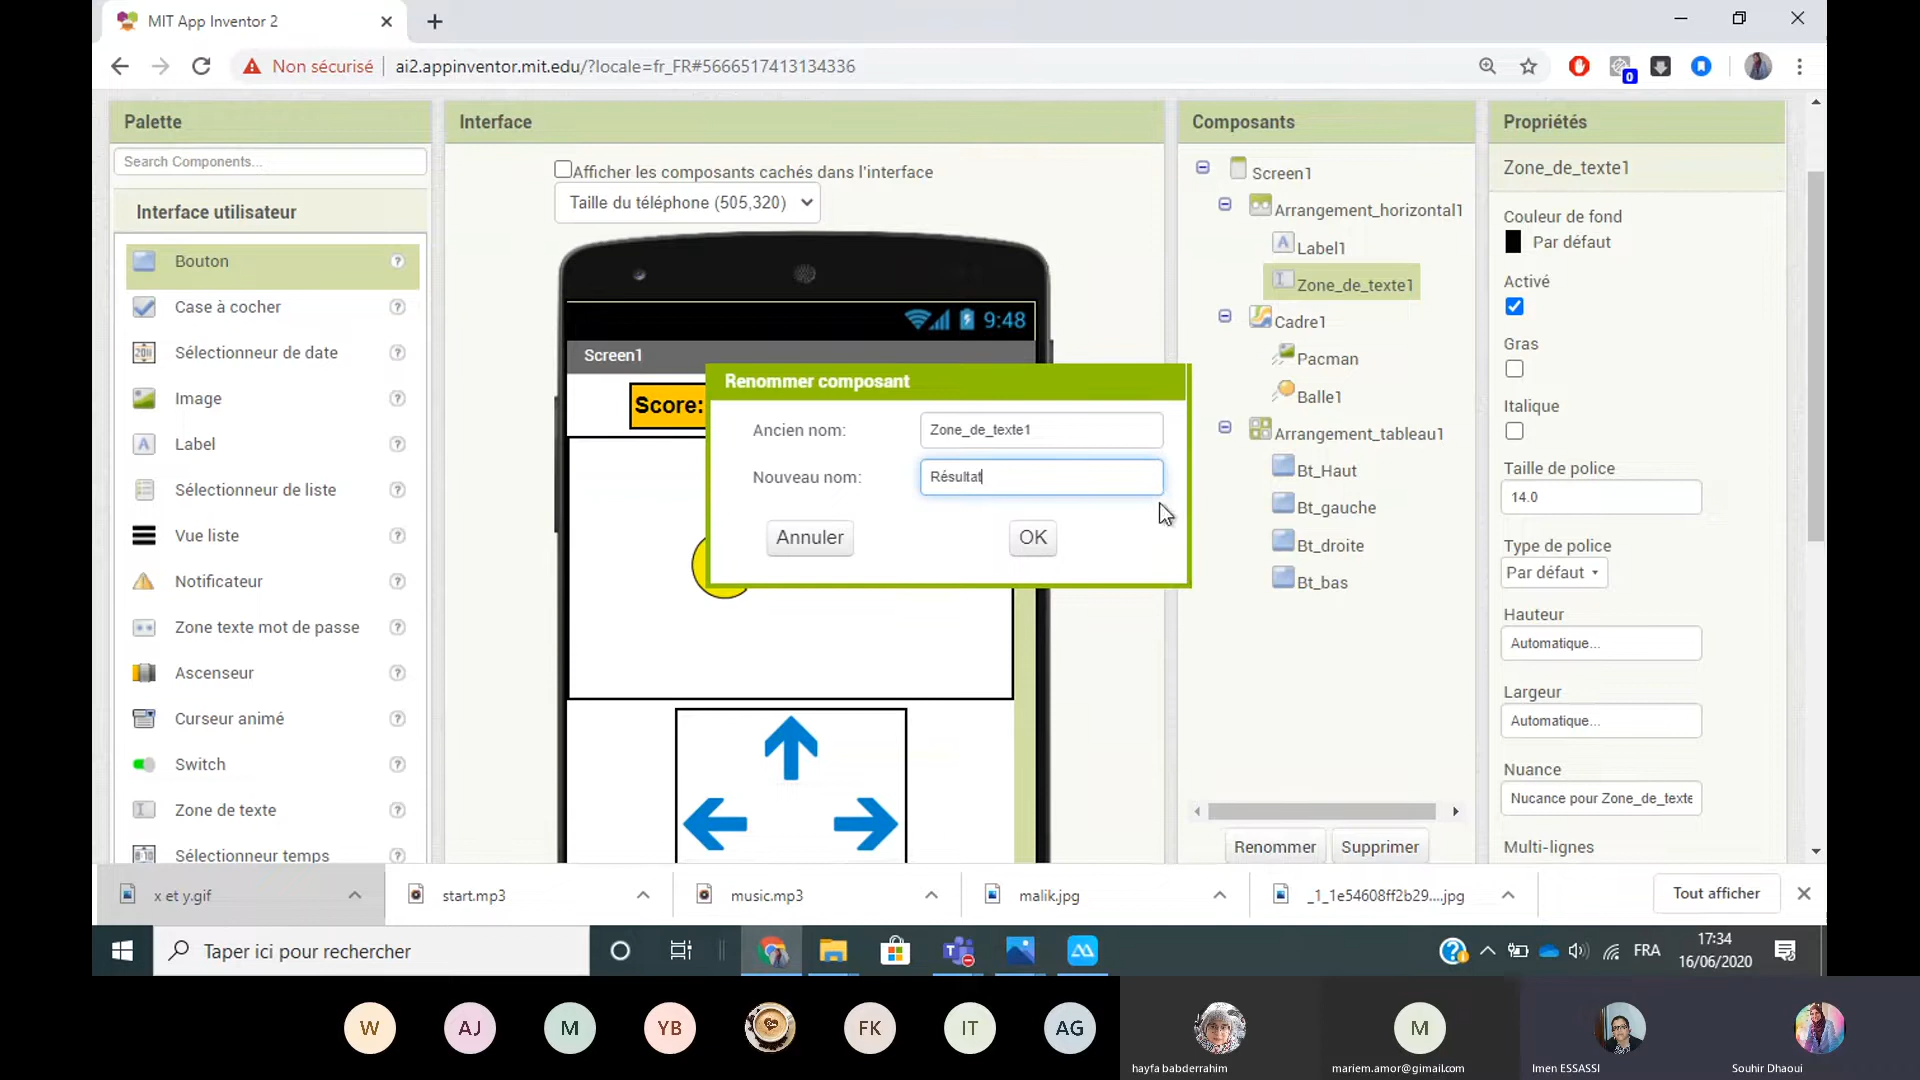 MIT App Inventor 2
Non sécurisé
ai2.appinventor.mit.edu/?locale=fr_FR#5666517413134336
0
Palette
Search Components...
Interface utilisateur
Bouton
Case à cocher
Sélectionneur de date
Image
Label
Sélectionneur de liste
Vue liste
Notificateur
Zone texte mot de passe
Ascenseur
Curseur animé
Switch
Zone de texte
Sélectionneur temps
Interface
Afficher les composants cachés dans l'interface
Taille du téléphone (505,320)
9:48
Screen1
Score:
Renommer composant
Ancien nom:
Zone_de_texte1
Nouveau nom:
Résultat
Annuler
OK
Composants
Screen1
Arrangement_horizontal1
Label1
Zone_de_texte1
Cadre1
Pacman
Balle1
Arrangement_tableau1
Bt_Haut
Bt_gauche
Bt_droite
Bt_bas
Renommer
Supprimer
Propriétés
Zone_de_texte1
Couleur de fond
Par défaut
Activé
Gras
Italique
Taille de police
14.0
Type de police
Par défaut
Hauteur
Automatique...
Largeur
Automatique...
Nuance
Nucance pour Zone_de_texte
Multi-lignes
x et y.gif
start.mp3
music.mp3
malik.jpg
_1_1e54608ff2b29....jpg
Tout afficher
Taper ici pour rechercher
FRA
17:34
16/06/2020
W
AJ
M
YB
FK
IT
AG
M
hayfa babderrahim
mariem.amor@gimail.com
Imen ESSASSI
Souhir Dhaoui